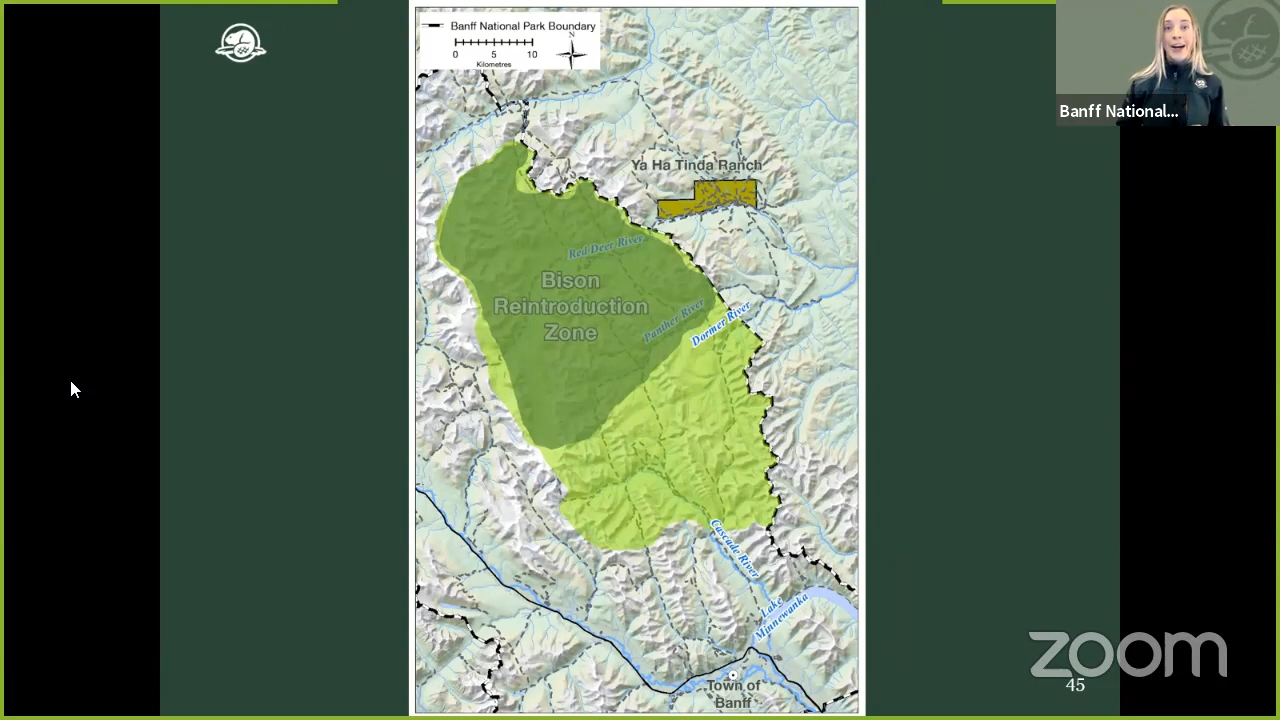 Banff National Park Boundary
N
0 5 10
Kilometres
Banff National...
Ya Ha Tinda Ranch
Red Deer River
Bison
Reintroduction
Zone
Panther River
Dormer River
Cascade River
Lake
Minnewanka
Town of
Banff
zoom
45